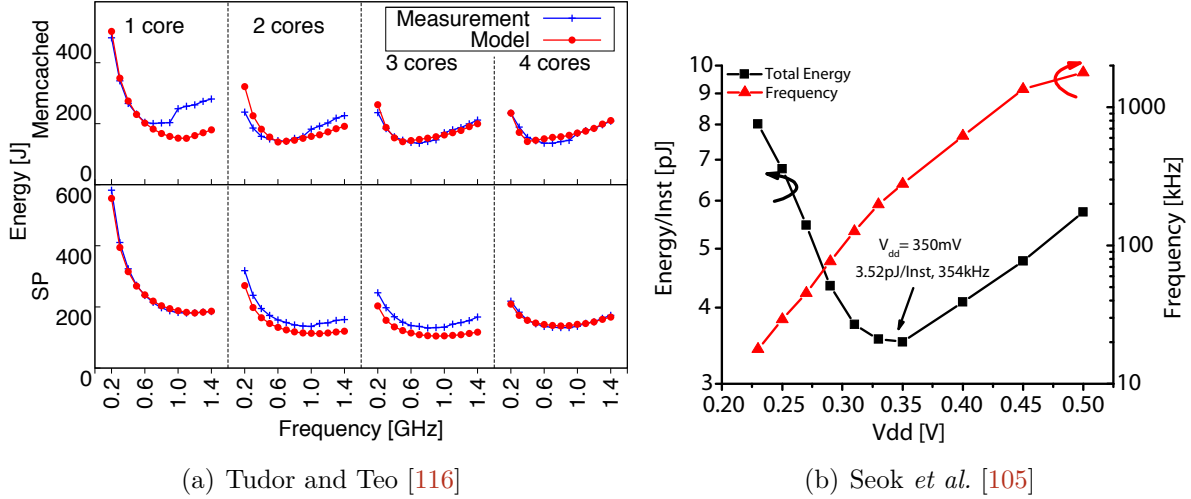 1 core
2 cores
3 cores
4 cores
Measurement
Model
Energy [J]
Memcached
400
200
0
SP
600
400
200
0
0.2 0.6 1.0 1.4 0.2 0.6 1.0 1.4 0.2 0.6 1.0 1.4 0.2 0.6 1.0 1.4
Frequency [GHz]
(a) Tudor and Teo [116]
Total Energy
Frequency
Energy/Inst [pJ]
10
9
8
7
6
5
4
3
V_dd= 350mV
3.52pJ/Inst, 354kHz
1000
100
10
Frequency [kHz]
0.20 0.25 0.30 0.35 0.40 0.45 0.50
Vdd [V]
(b) Seok et al. [105]